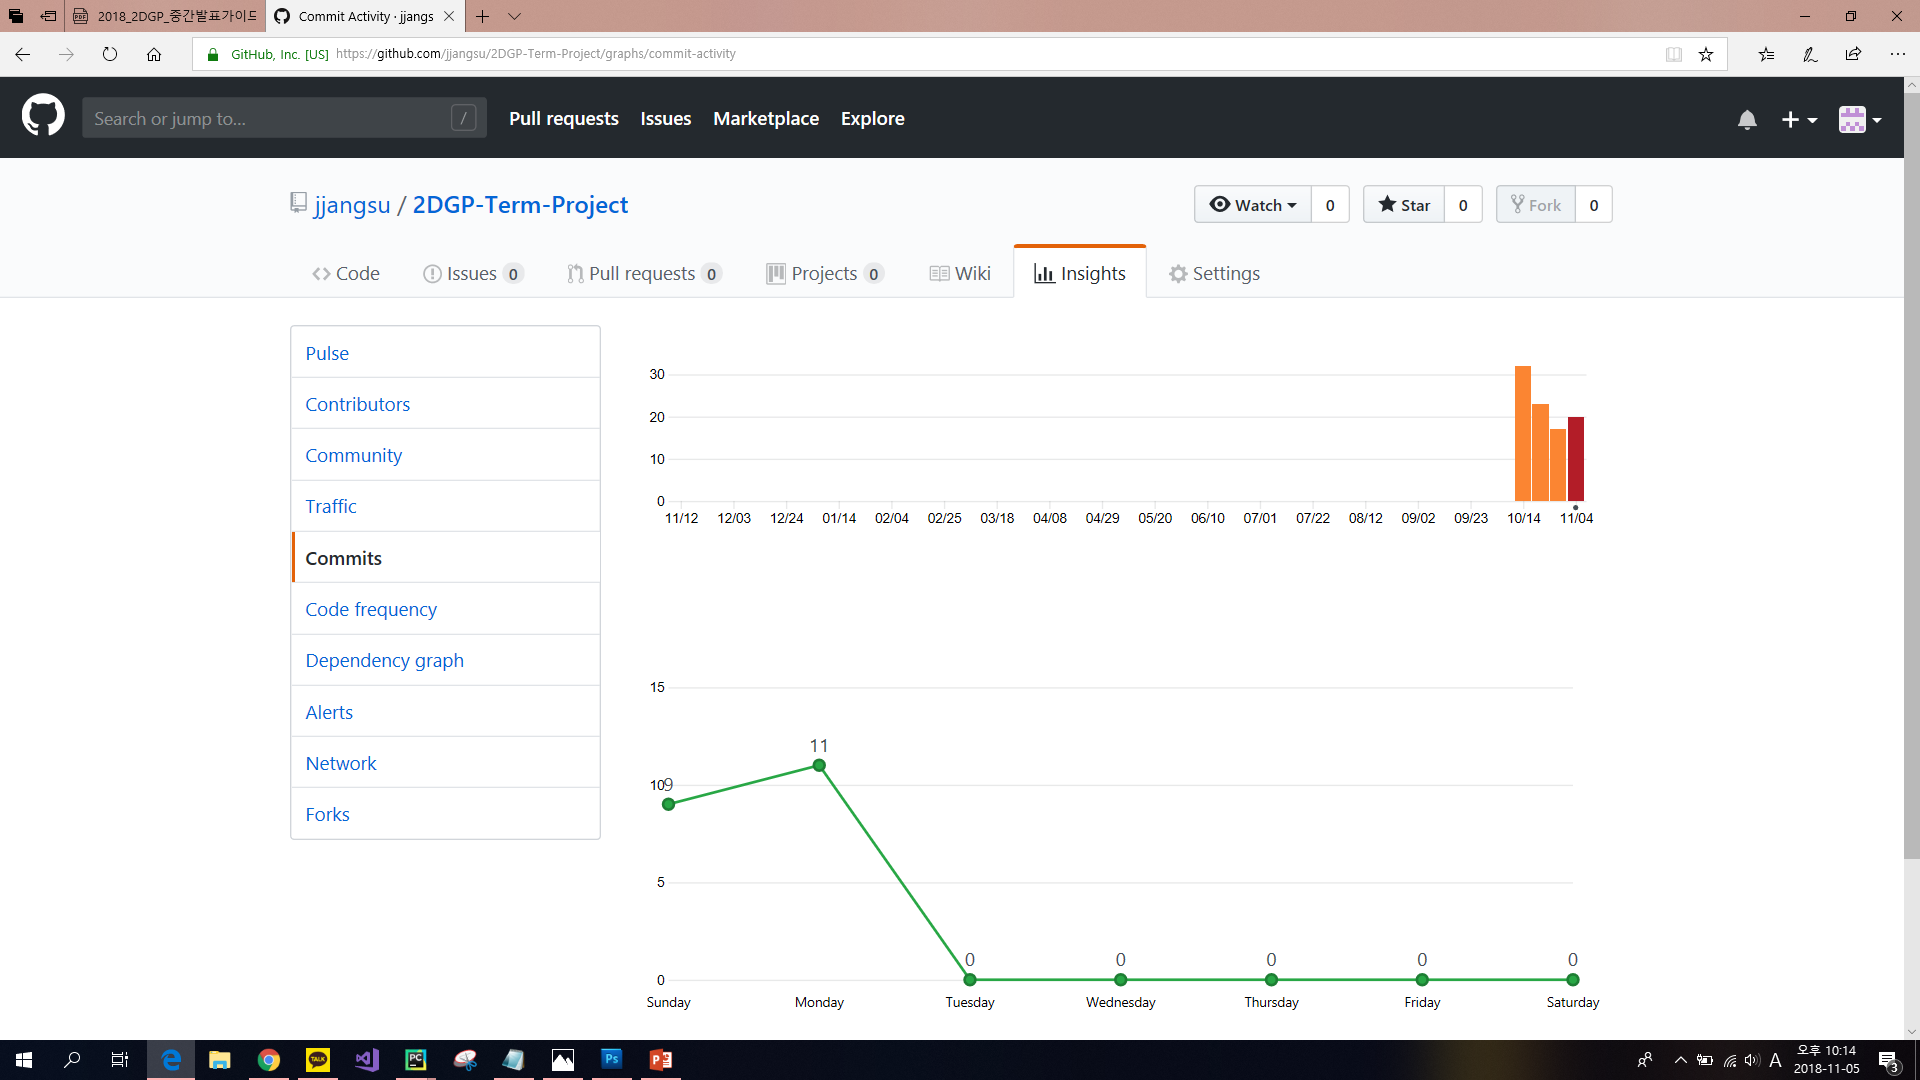 2018_2DGP_중간발표가이드
Commit Activity · jjangs
GitHub, Inc. [US] https://github.com/jjangsu/2DGP-Term-Project/graphs/commit-activity
Search or jump to... /
Pull requests Issues Marketplace Explore
jjangsu / 2DGP-Term-Project
Watch 0 Star 0 Fork 0
Code Issues 0 Pull requests 0 Projects 0 Wiki Insights Settings
Pulse
Contributors
Community
Traffic
Commits
Code frequency
Dependency graph
Alerts
Network
Forks
30
20
10
0
11/12 12/03 12/24 01/14 02/04 02/25 03/18 04/08 04/29 05/20 06/10 07/01 07/22 08/12 09/02 09/23 10/14 11/04
15
11
10 9
5
0 0 0 0 0
0
Sunday Monday Tuesday Wednesday Thursday Friday Saturday
TALK
PC
Ps
P
A
오후 10:14
2018-11-05
3